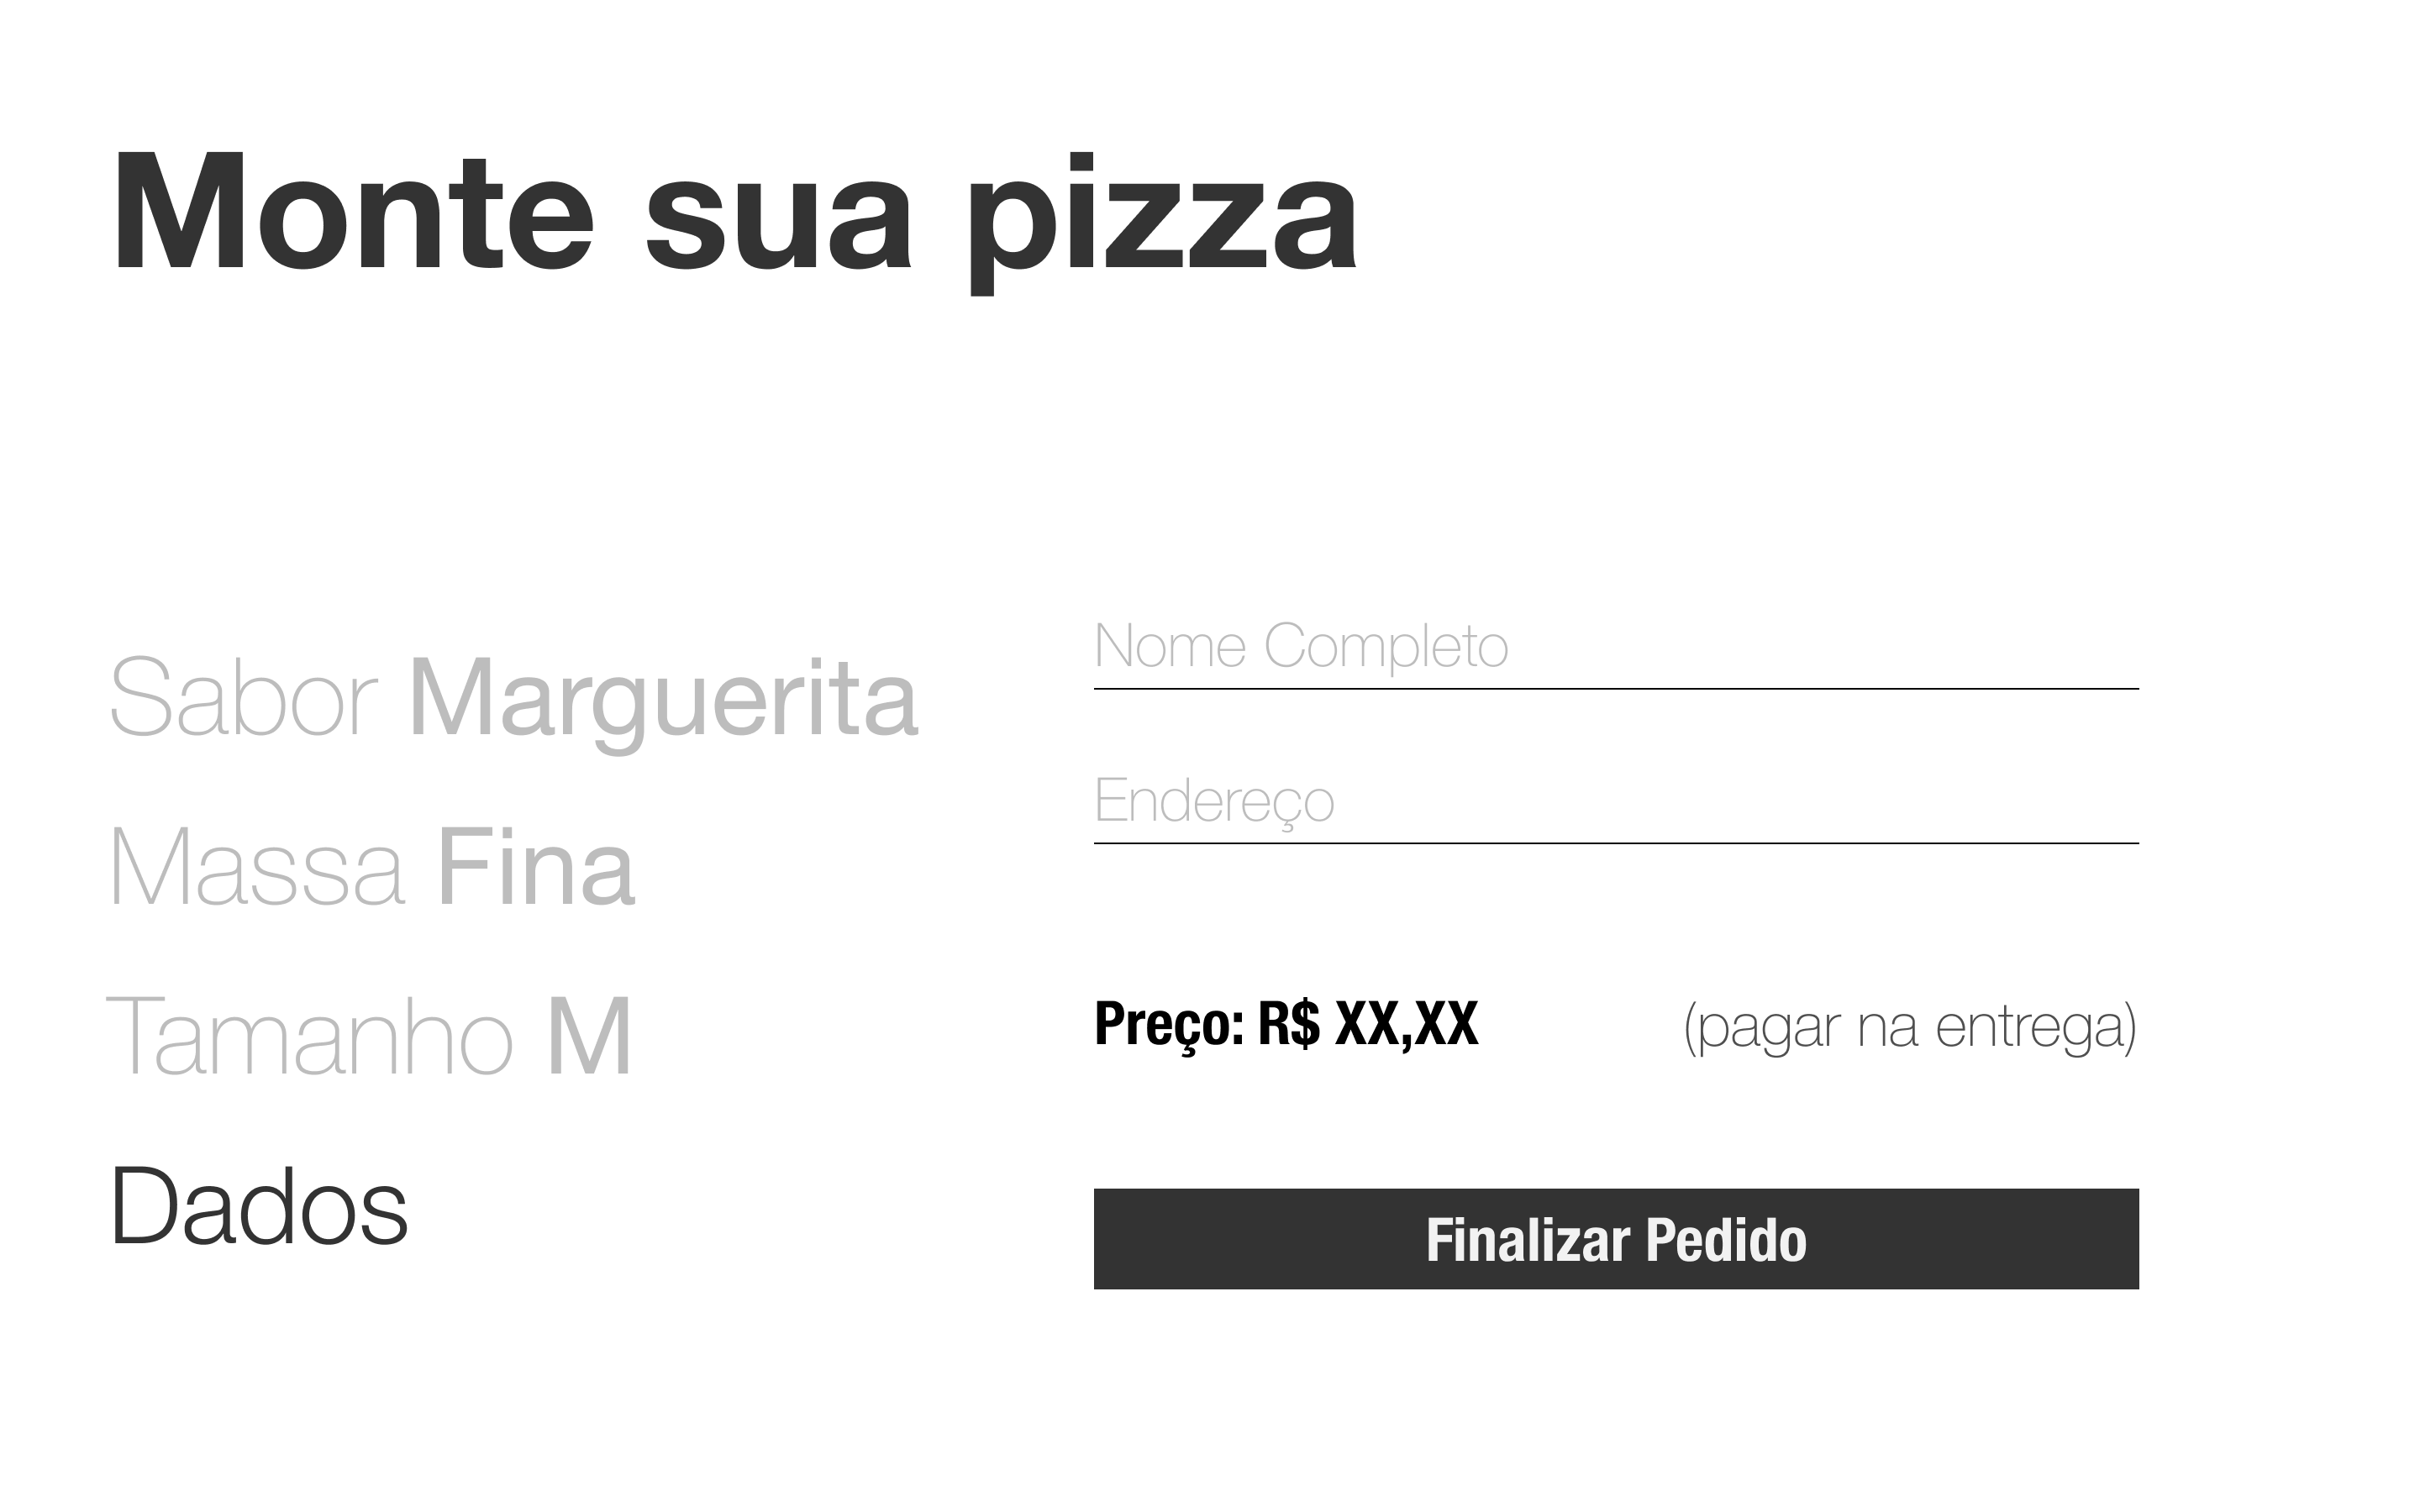 Monte sua pizza
Sabor Marguerita
Massa Fina
Tamanho M
Dados
Nome Completo
Endereço
Preço: R$ XX,XX (pagar na entrega)
Finalizar Pedido